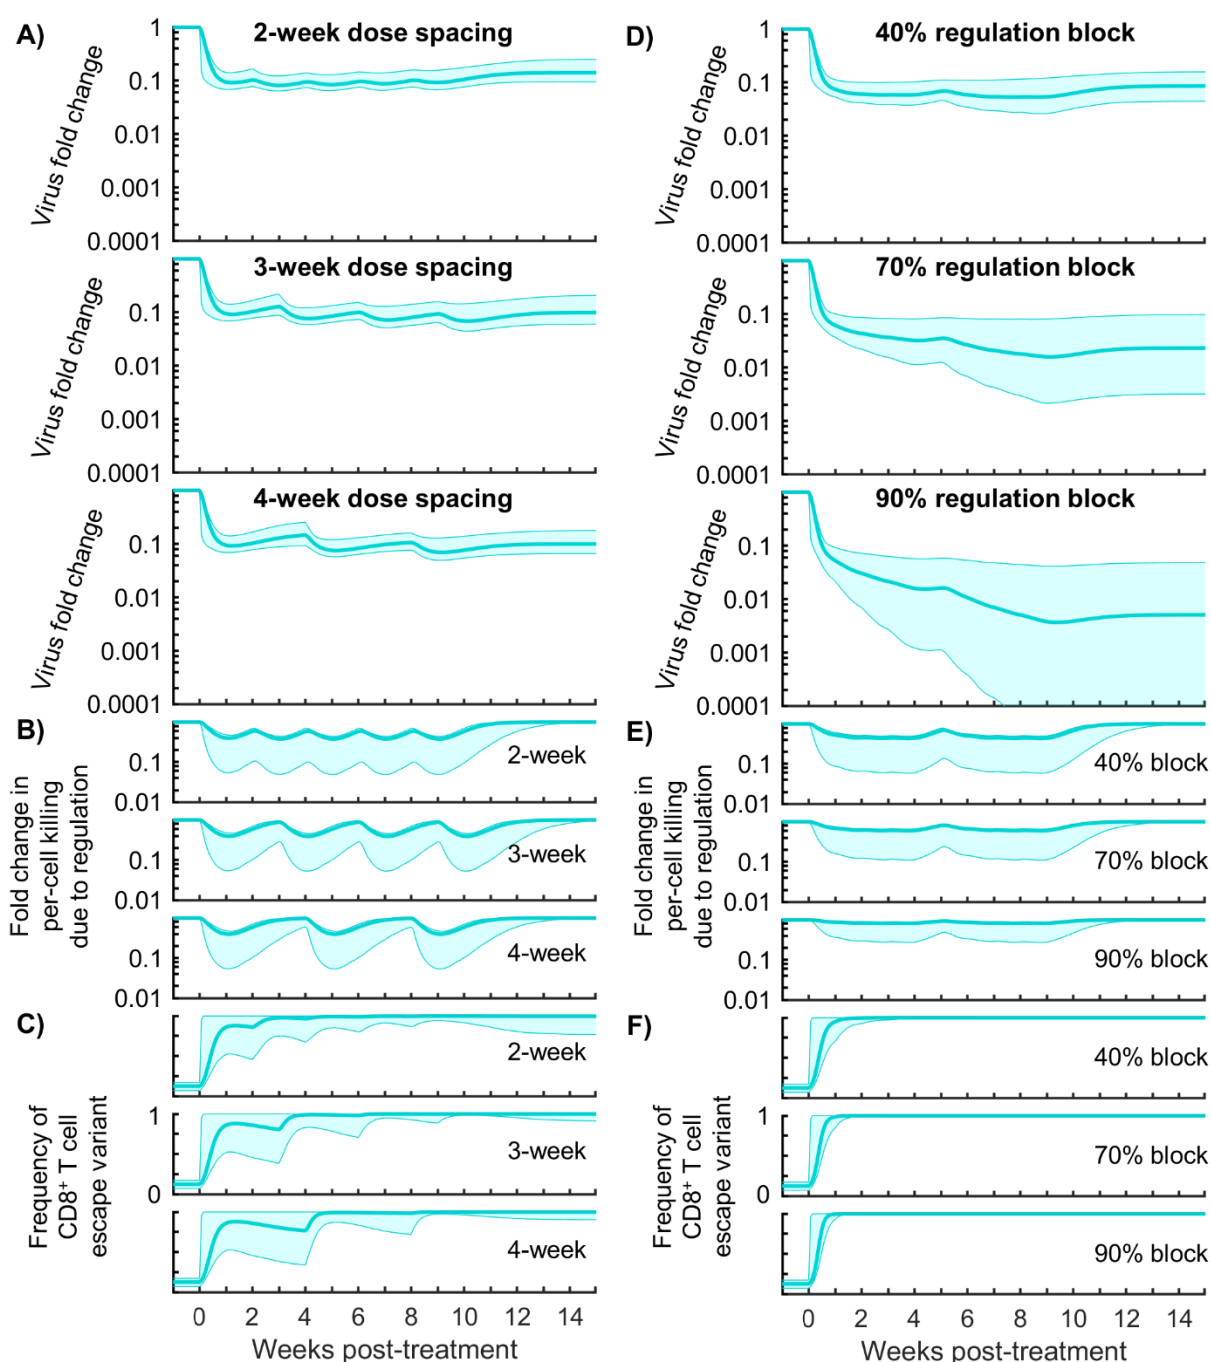 A)
2-week dose spacing
Virus fold change
1
0.1
0.01
0.001
0.0001
3-week dose spacing
Virus fold change
0.1
0.01
0.001
0.0001
4-week dose spacing
Virus fold change
0.1
0.01
0.001
0.0001
B)
Fold change in
per-cell killing
due to regulation
0.1
0.01
2-week
0.1
0.01
3-week
0.1
0.01
4-week
C)
Frequency of
CD8⁺ T cell
escape variant
2-week
1
0
3-week
4-week
0 2 4 6 8 10 12 14
Weeks post-treatment
D)
40% regulation block
Virus fold change
1
0.1
0.01
0.001
0.0001
70% regulation block
Virus fold change
0.1
0.01
0.001
0.0001
90% regulation block
Virus fold change
0.1
0.01
0.001
0.0001
E)
Fold change in
per-cell killing
due to regulation
0.1
0.01
40% block
0.1
0.01
70% block
0.1
0.01
90% block
F)
Frequency of
CD8⁺ T cell
escape variant
40% block
1
0
70% block
90% block
0 2 4 6 8 10 12 14
Weeks post-treatment